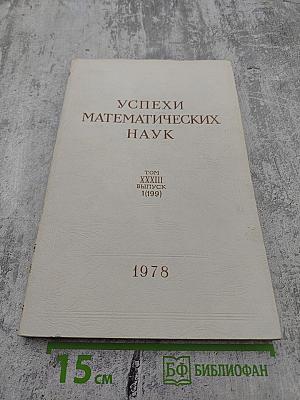 УСПЕХИ
МАТЕМАТИЧЕСКИХ
НАУК
ТОМ
XXXIII
ВЫПУСК
1(199)
1978
15 см
БФ БИБЛИОФАН